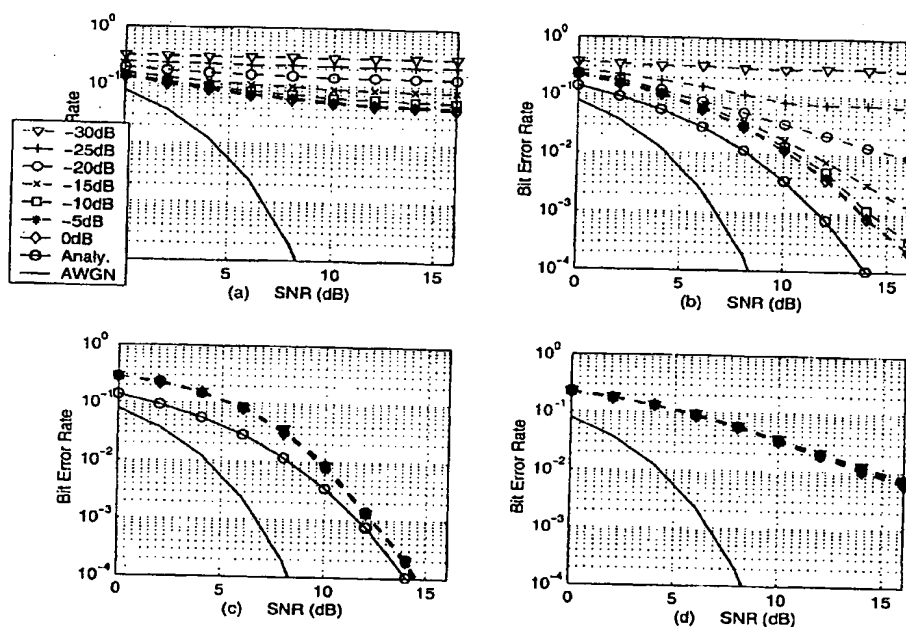 10^0
10^-1
Rate
-30dB
-25dB
-20dB
-15dB
-10dB
-5dB
0dB
Analy.
AWGN
5 10 15
(a) SNR (dB)
10^0
10^-1
10^-2
10^-3
10^-4
Bit Error Rate
0 5 10 15
(b) SNR (dB)
10^0
10^-1
10^-2
10^-3
10^-4
Bit Error Rate
0 5 10 15
(c) SNR (dB)
10^0
10^-1
10^-2
10^-3
10^-4
Bit Error Rate
0 5 10 15
(d) SNR (dB)